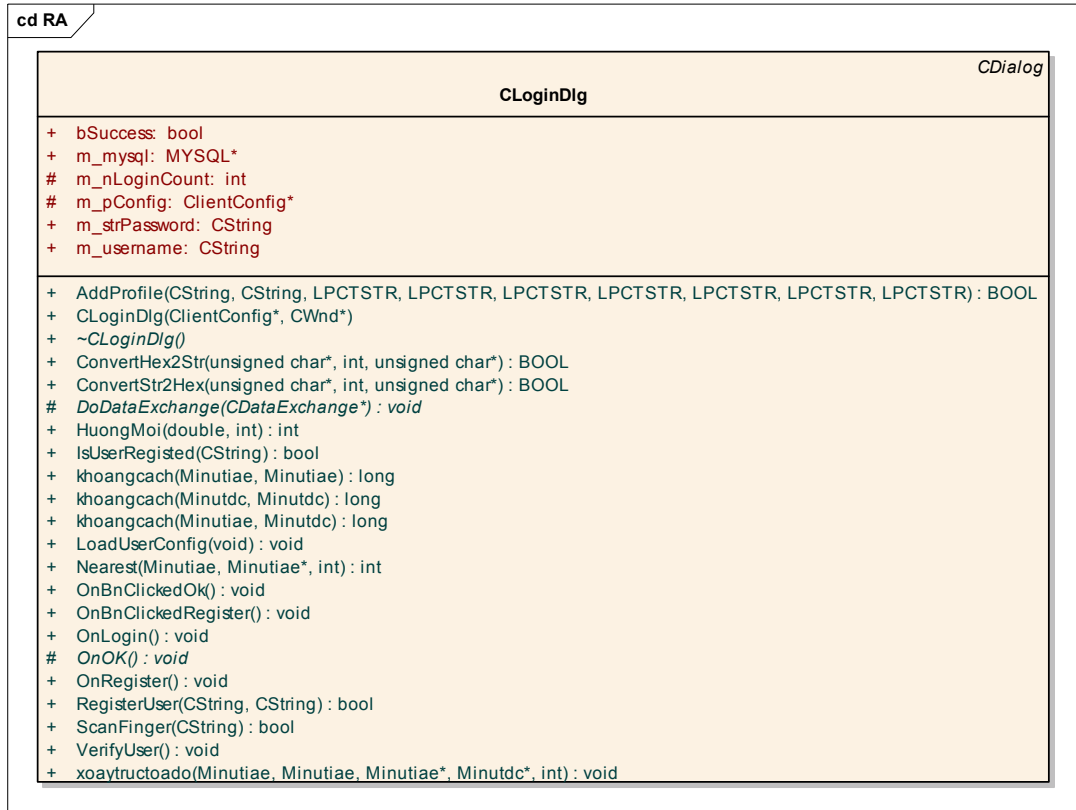 cd RA
CDialog
CLoginDlg
+ bSuccess: bool
+ m_mysql: MYSQL*
# m_nLoginCount: int
# m_pConfig: ClientConfig*
+ m_strPassword: CString
+ m_username: CString
+ AddProfile(CString, CString, LPCTSTR, LPCTSTR, LPCTSTR, LPCTSTR, LPCTSTR, LPCTSTR, LPCTSTR) : BOOL
+ CLoginDlg(ClientConfig*, CWnd*)
+ ~CLoginDlg()
+ ConvertHex2Str(unsigned char*, int, unsigned char*) : BOOL
+ ConvertStr2Hex(unsigned char*, int, unsigned char*) : BOOL
# DoDataExchange(CDataExchange*) : void
+ HuongMoi(double, int) : int
+ IsUserRegisted(CString) : bool
+ khoangcach(Minutiae, Minutiae) : long
+ khoangcach(Minutdc, Minutdc) : long
+ khoangcach(Minutiae, Minutdc) : long
+ LoadUserConfig(void) : void
+ Nearest(Minutiae, Minutiae*, int) : int
+ OnBnClickedOk() : void
+ OnBnClickedRegister() : void
+ OnLogin() : void
# OnOK() : void
+ OnRegister() : void
+ RegisterUser(CString, CString) : bool
+ ScanFinger(CString) : bool
+ VerifyUser() : void
+ xoaytructoado(Minutiae, Minutiae, Minutiae*, Minutdc*, int) : void